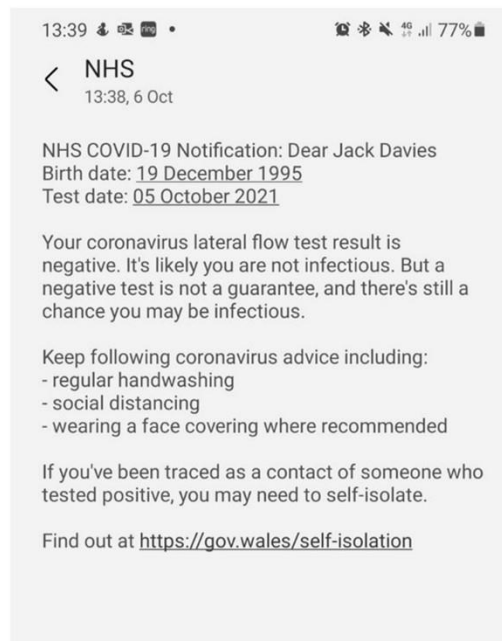 13:39 ring • 4G 77%
NHS
13:38, 6 Oct
NHS COVID-19 Notification: Dear Jack Davies
Birth date: 19 December 1995
Test date: 05 October 2021
Your coronavirus lateral flow test result is
negative. It's likely you are not infectious. But a
negative test is not a guarantee, and there's still a
chance you may be infectious.
Keep following coronavirus advice including:
- regular handwashing
- social distancing
- wearing a face covering where recommended
If you've been traced as a contact of someone who
tested positive, you may need to self-isolate.
Find out at https://gov.wales/self-isolation